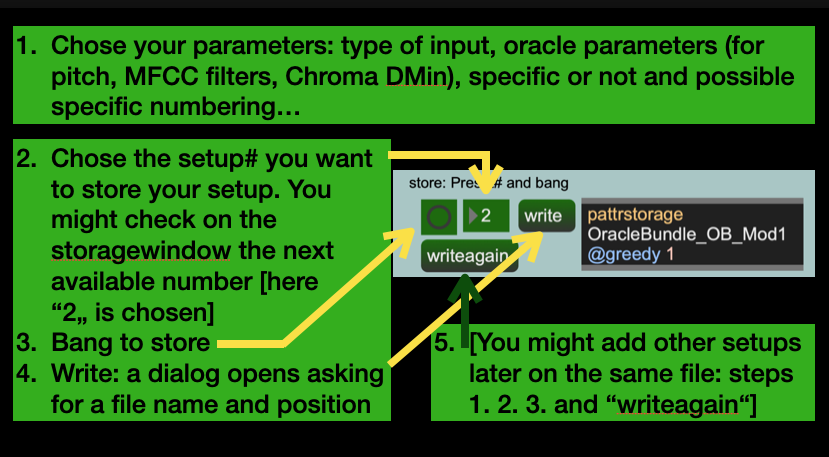 1. Chose your parameters: type of input, oracle parameters (for
pitch, MFCC filters, Chroma DMin), specific or not and possible
specific numbering…
2. Chose the setup# you want
to store your setup. You
might check on the
storagewindow the next
available number [here
“2„ is chosen]
3. Bang to store
4. Write: a dialog opens asking
for a file name and position
store: Press # and bang
2
write
writeagain
pattrstorage
OracleBundle_OB_Mod1
@greedy 1
5. [You might add other setups
later on the same file: steps
1. 2. 3. and “writeagain“]